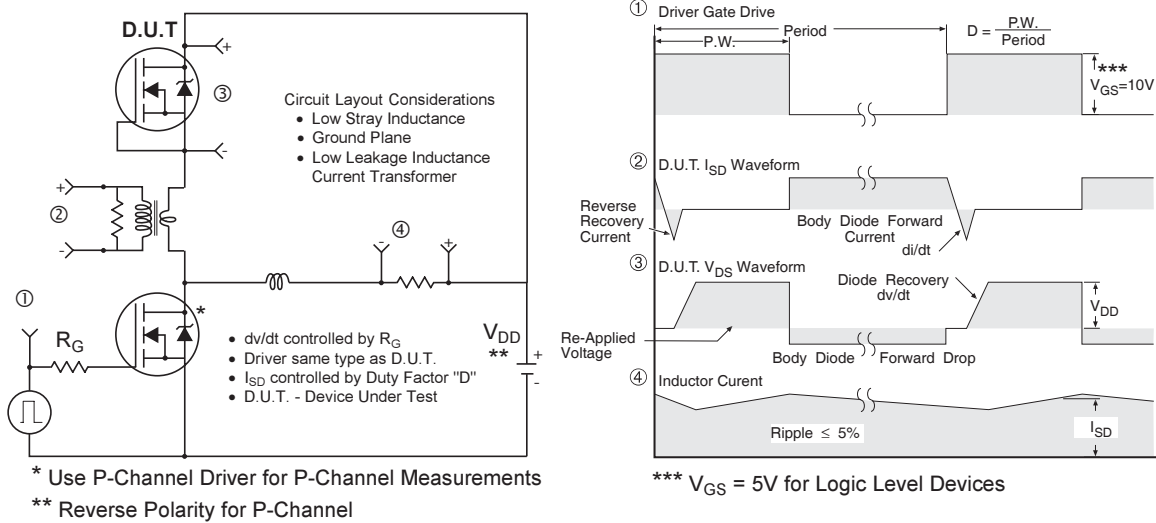 D.U.T
+
③
-
Circuit Layout Considerations
• Low Stray Inductance
• Ground Plane
• Low Leakage Inductance
Current Transformer
+
②
-
④
-
+
①
R_G
*
• dv/dt controlled by R_G
• Driver same type as D.U.T.
• I_SD controlled by Duty Factor "D"
• D.U.T. - Device Under Test
V_DD
**
+
-
* Use P-Channel Driver for P-Channel Measurements
** Reverse Polarity for P-Channel
① Driver Gate Drive
Period
P.W.
D = P.W. / Period
***
V_GS=10V
② D.U.T. I_SD Waveform
Reverse
Recovery
Current
Body Diode Forward
Current
di/dt
③ D.U.T. V_DS Waveform
Diode Recovery
dv/dt
V_DD
Re-Applied
Voltage
Body Diode Forward Drop
④ Inductor Curent
Ripple ≤ 5%
I_SD
*** V_GS = 5V for Logic Level Devices